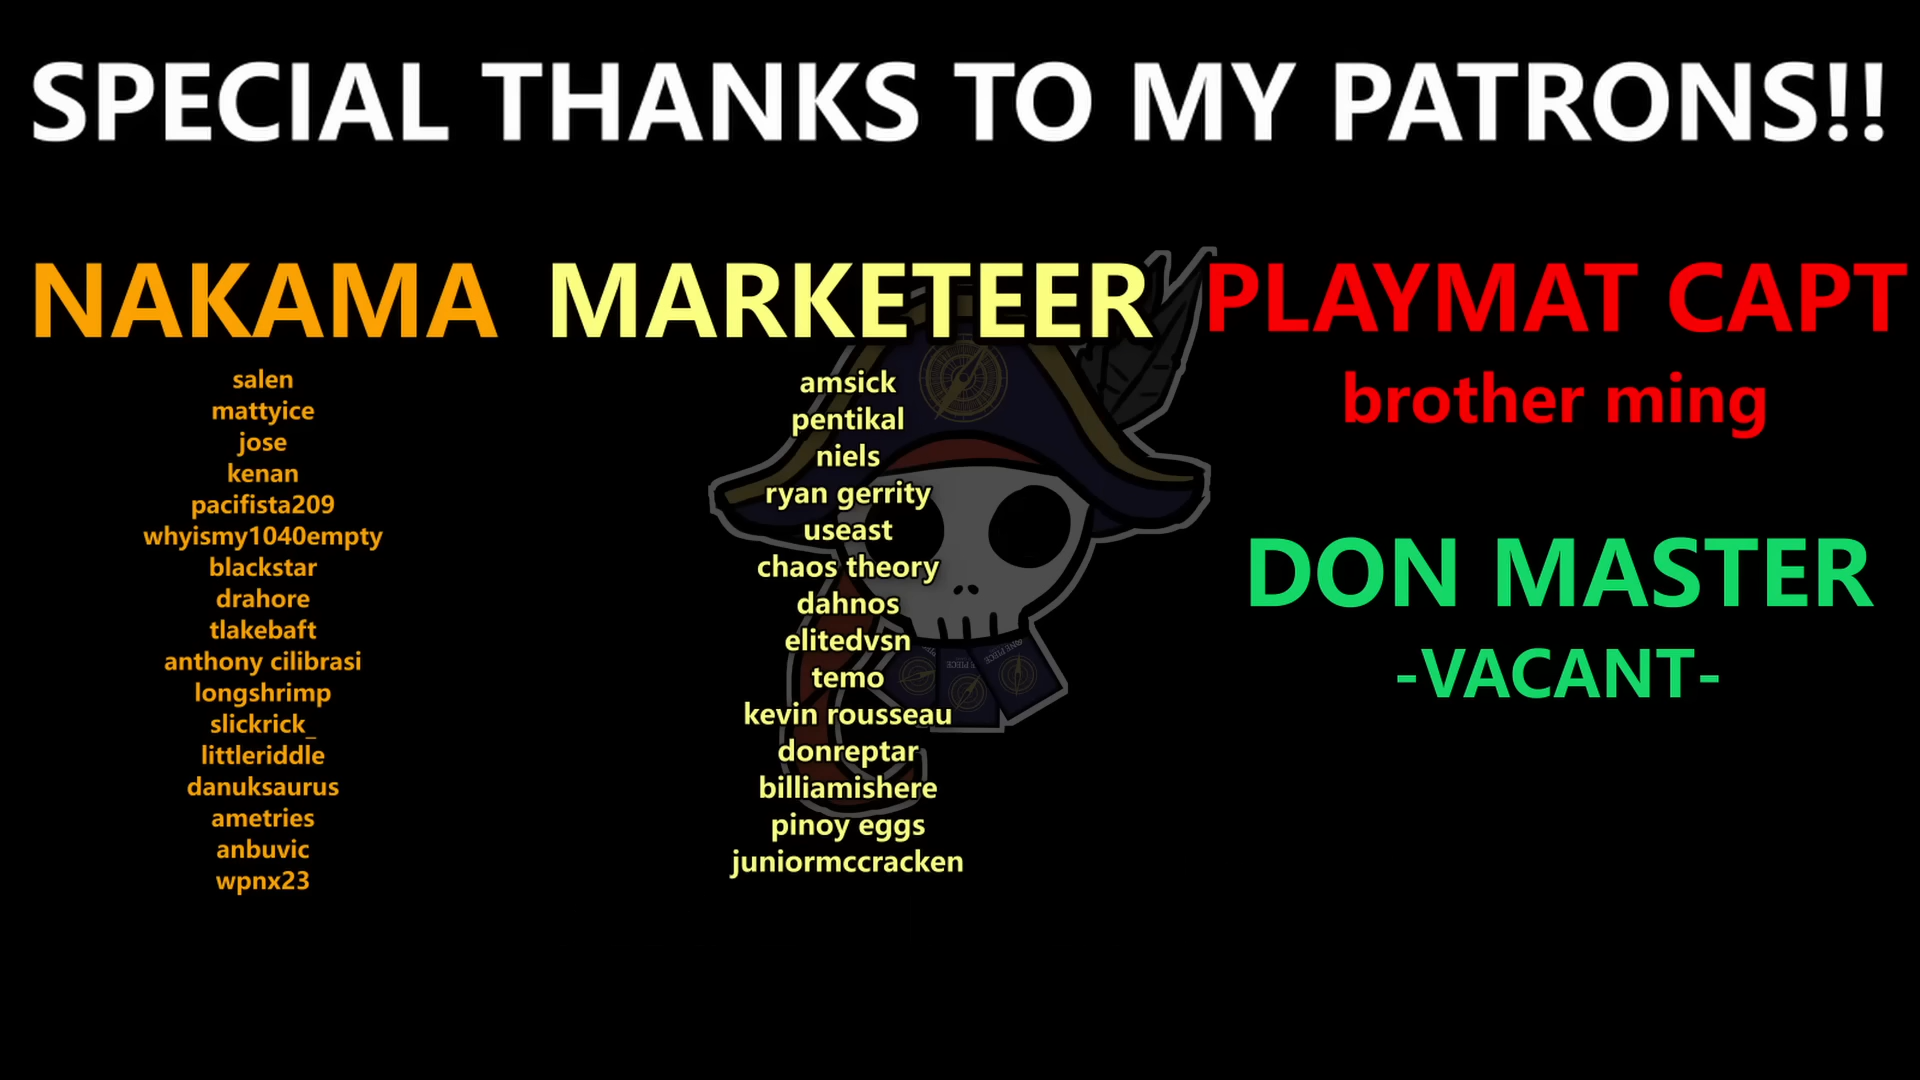 SPECIAL THANKS TO MY PATRONS!!
NAKAMA
salen
mattyice
jose
kenan
pacifista209
whyismy1040empty
blackstar
drahore
tlakebaft
anthony cilibrasi
longshrimp
slickrick_
littleriddle
danuksaurus
ametries
anbuvic
wpnx23
MARKETEER
amsick
pentikal
niels
ryan gerrity
useast
chaos theory
dahnos
elitedvsn
temo
kevin rousseau
donreptar
billiamishere
pinoy eggs
juniormccracken
PLAYMAT CAPT
brother ming
DON MASTER
-VACANT-